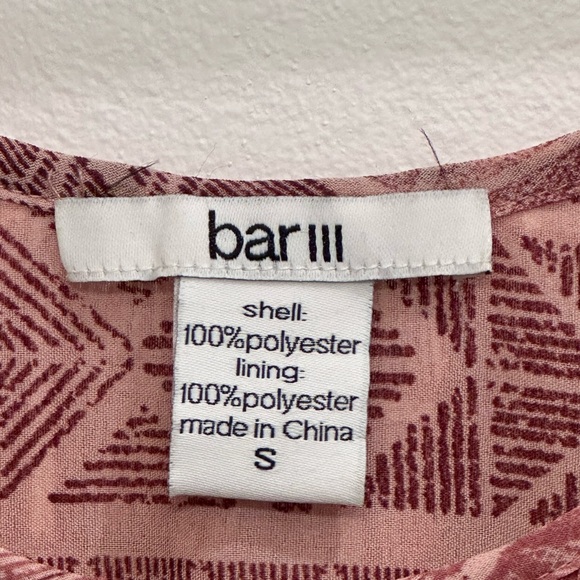 bar III
shell:
100%polyester
lining:
100%polyester
made in China
S